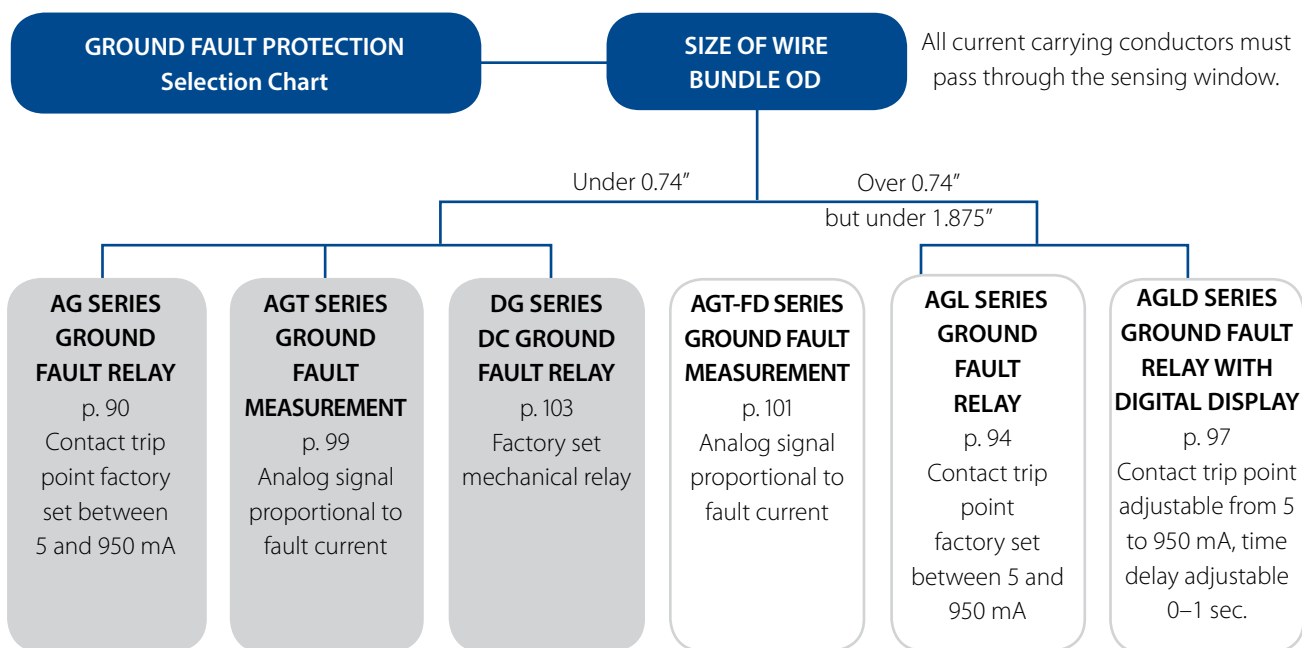 GROUND FAULT PROTECTION
Selection Chart
SIZE OF WIRE
BUNDLE OD
All current carrying conductors must
pass through the sensing window.
Under 0.74”
Over 0.74”
but under 1.875”
AG SERIES
GROUND
FAULT RELAY
p. 90
Contact trip
point factory
set between
5 and 950 mA
AGT SERIES
GROUND
FAULT
MEASUREMENT
p. 99
Analog signal
proportional to
fault current
DG SERIES
DC GROUND
FAULT RELAY
p. 103
Factory set
mechanical relay
AGT-FD SERIES
GROUND FAULT
MEASUREMENT
p. 101
Analog signal
proportional to
fault current
AGL SERIES
GROUND
FAULT
RELAY
p. 94
Contact trip
point
factory set
between 5 and
950 mA
AGLD SERIES
GROUND FAULT
RELAY WITH
DIGITAL DISPLAY
p. 97
Contact trip point
adjustable from 5
to 950 mA, time
delay adjustable
0–1 sec.